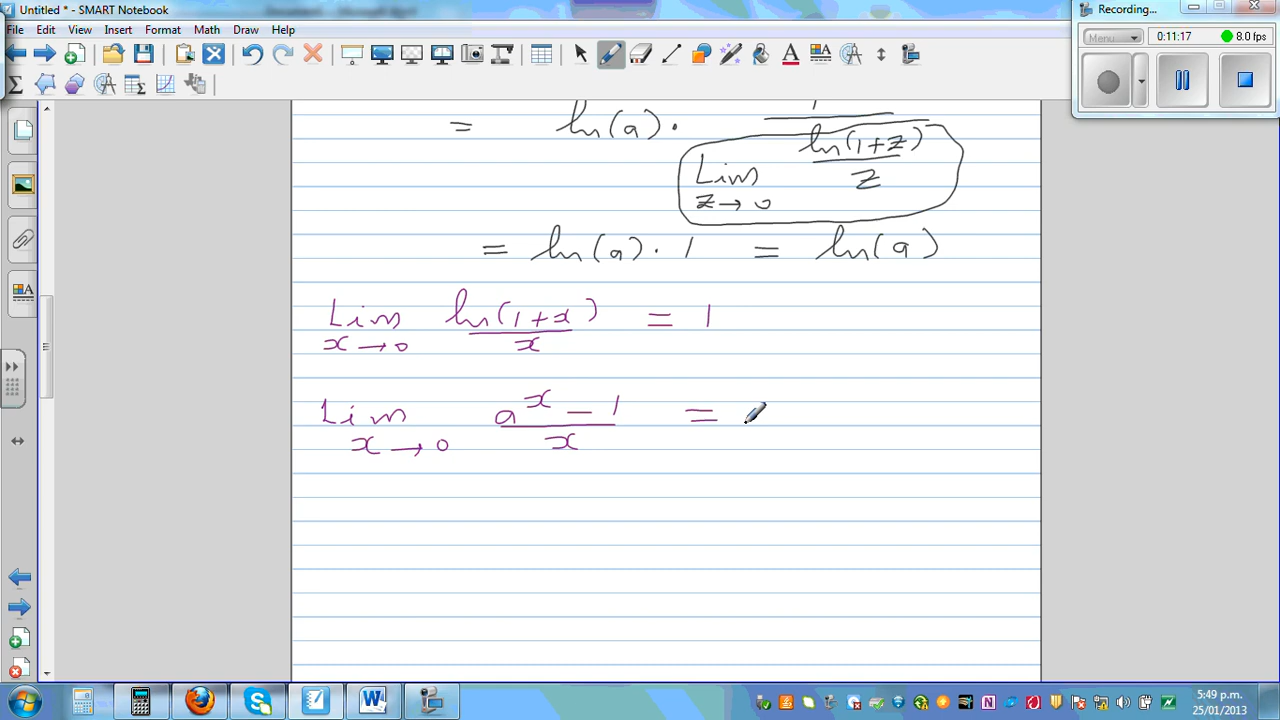 Untitled * - SMART Notebook
Recording...
File Edit View Insert Format Math Draw Help
Menu 0:11:17 8.0 fps
= ln(a) · 1
Lim z→0 ln(1+z) / z
= ln(a) · 1 = ln(a)
Lim x→0 ln(1+x) / x = 1
Lim x→0 a^x − 1 / x =
5:49 p.m.
25/01/2013